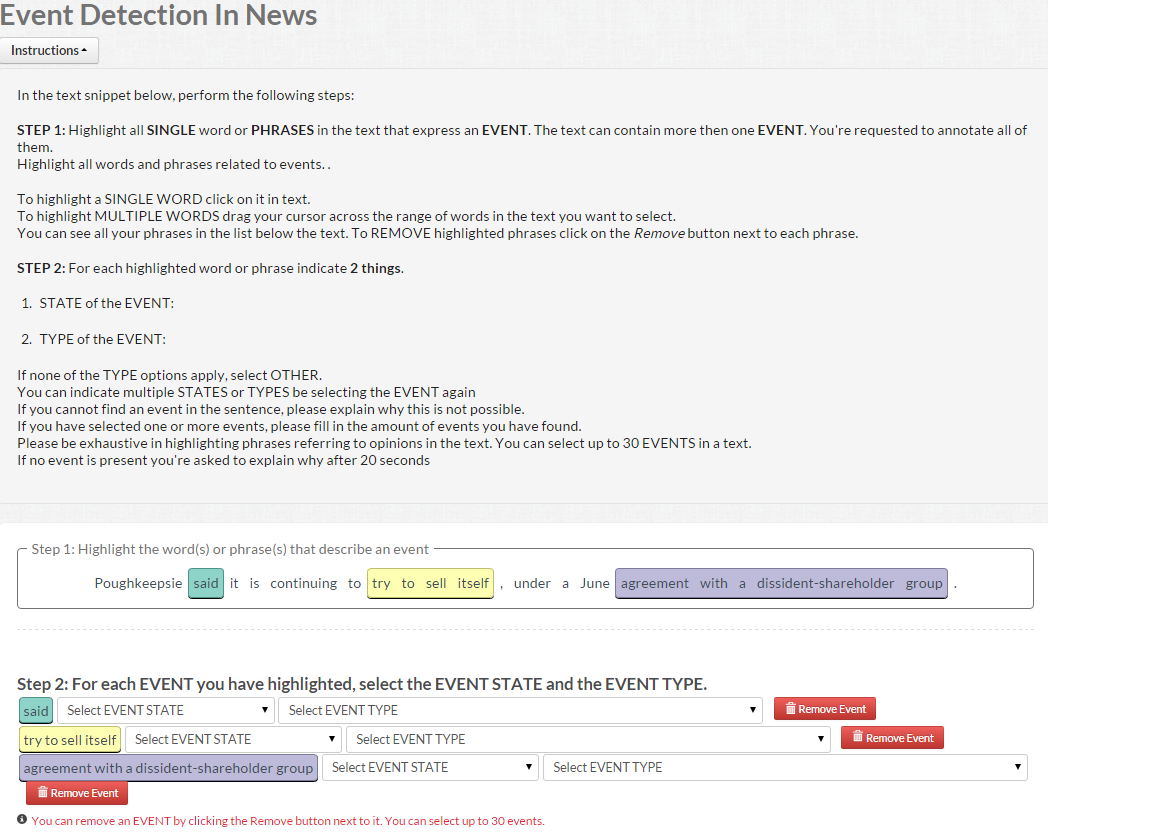 Event Detection In News
Instructions
In the text snippet below, perform the following steps:
STEP 1: Highlight all SINGLE word or PHRASES in the text that express an EVENT. The text can contain more then one EVENT. You're requested to annotate all of
them.
Highlight all words and phrases related to events. .
To highlight a SINGLE WORD click on it in text.
To highlight MULTIPLE WORDS drag your cursor across the range of words in the text you want to select.
You can see all your phrases in the list below the text. To REMOVE highlighted phrases click on the Remove button next to each phrase.
STEP 2: For each highlighted word or phrase indicate 2 things.
1. STATE of the EVENT:
2. TYPE of the EVENT:
If none of the TYPE options apply, select OTHER.
You can indicate multiple STATES or TYPES be selecting the EVENT again
If you cannot find an event in the sentence, please explain why this is not possible.
If you have selected one or more events, please fill in the amount of events you have found.
Please be exhaustive in highlighting phrases referring to opinions in the text. You can select up to 30 EVENTS in a text.
If no event is present you're asked to explain why after 20 seconds
Step 1: Highlight the word(s) or phrase(s) that describe an event
Poughkeepsie said it is continuing to try to sell itself , under a June agreement with a dissident-shareholder group .
Step 2: For each EVENT you have highlighted, select the EVENT STATE and the EVENT TYPE.
said Select EVENT STATE Select EVENT TYPE Remove Event
try to sell itself Select EVENT STATE Select EVENT TYPE Remove Event
agreement with a dissident-shareholder group Select EVENT STATE Select EVENT TYPE
Remove Event
You can remove an EVENT by clicking the Remove button next to it. You can select up to 30 events.